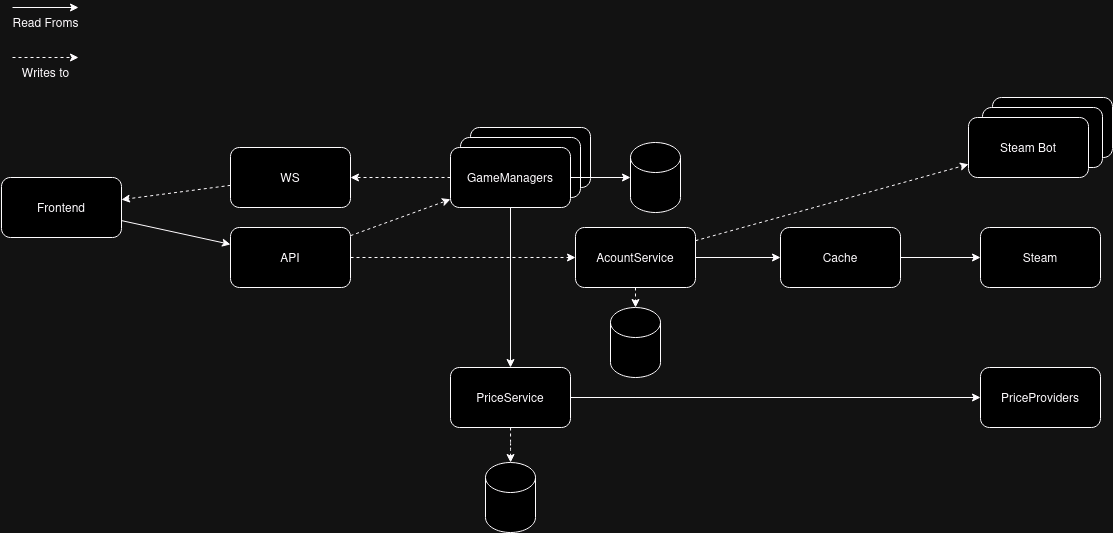 Read Froms
Writes to
Steam Bot
WS
GameManagers
Frontend
API
AcountService
Cache
Steam
PriceService
PriceProviders